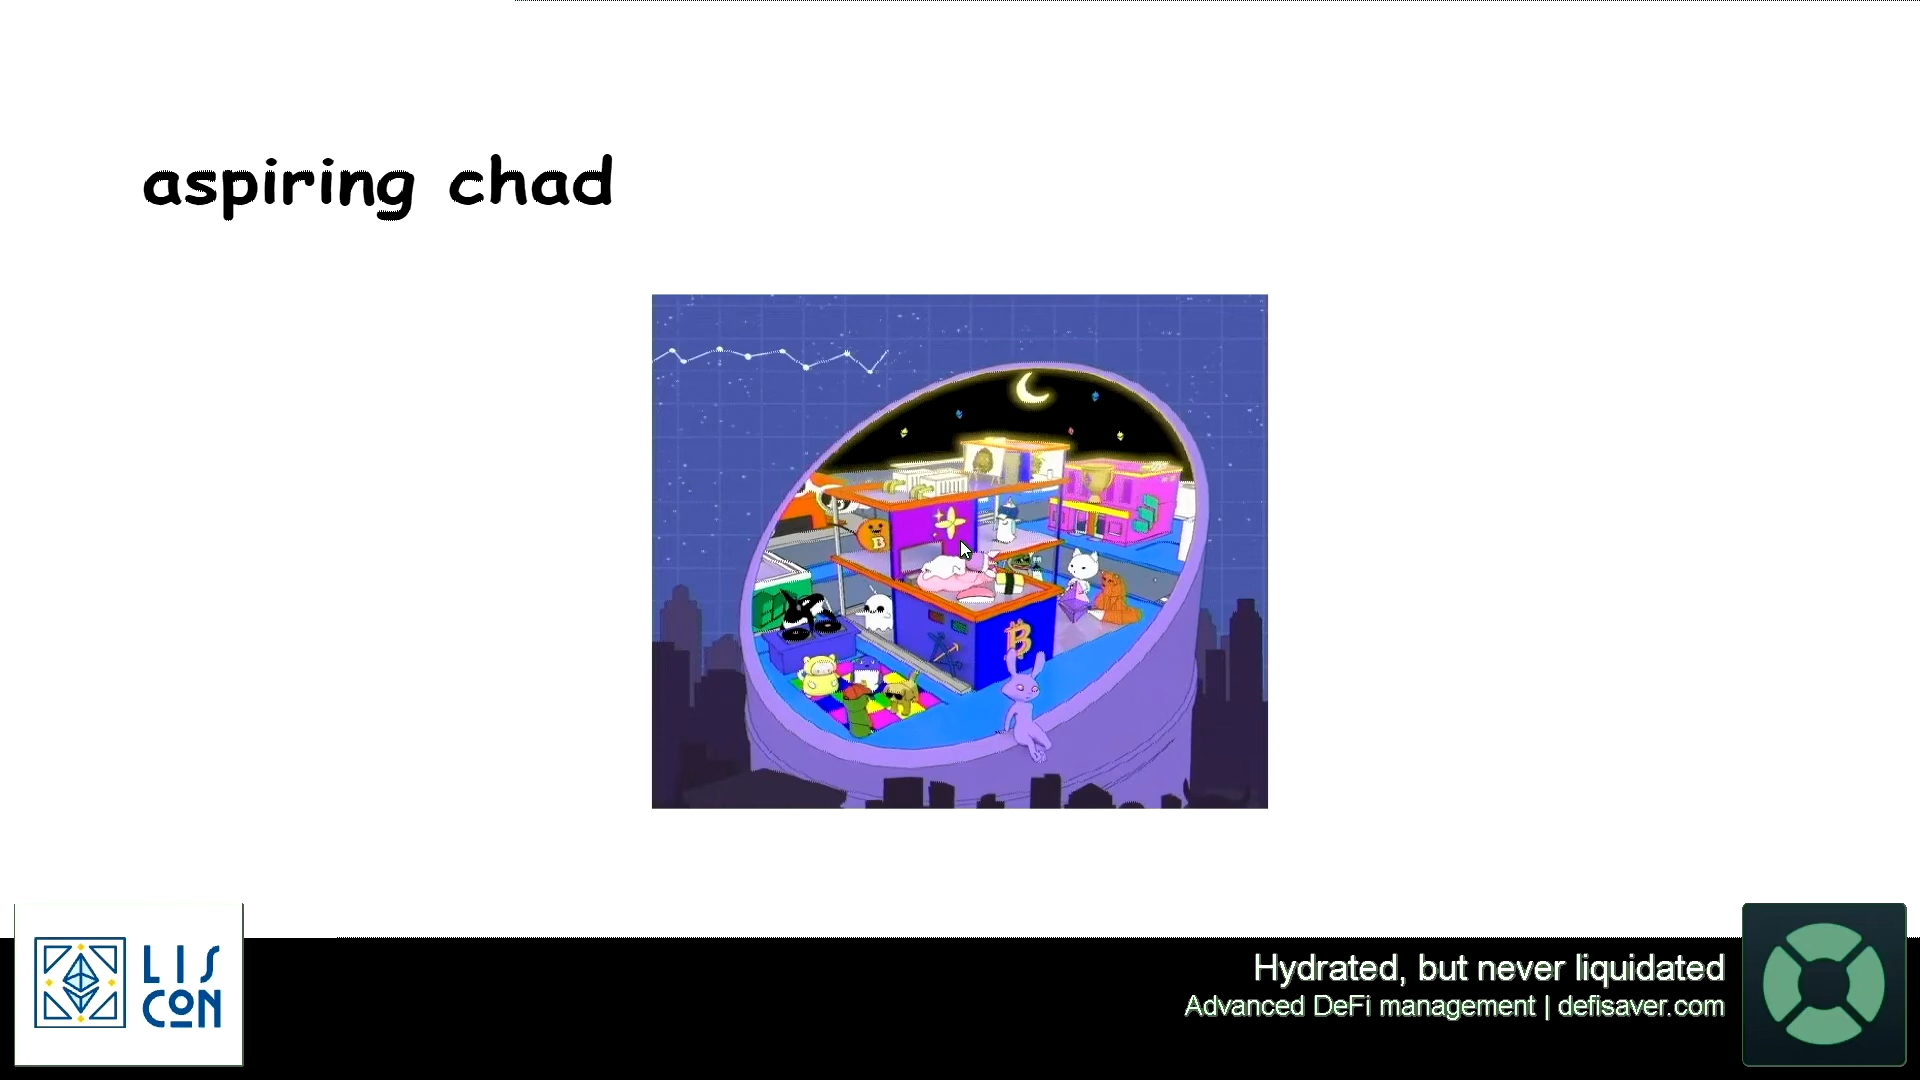 aspiring chad
B
B
LIS
CON
Hydrated, but never liquidated
Advanced DeFi management | defisaver.com